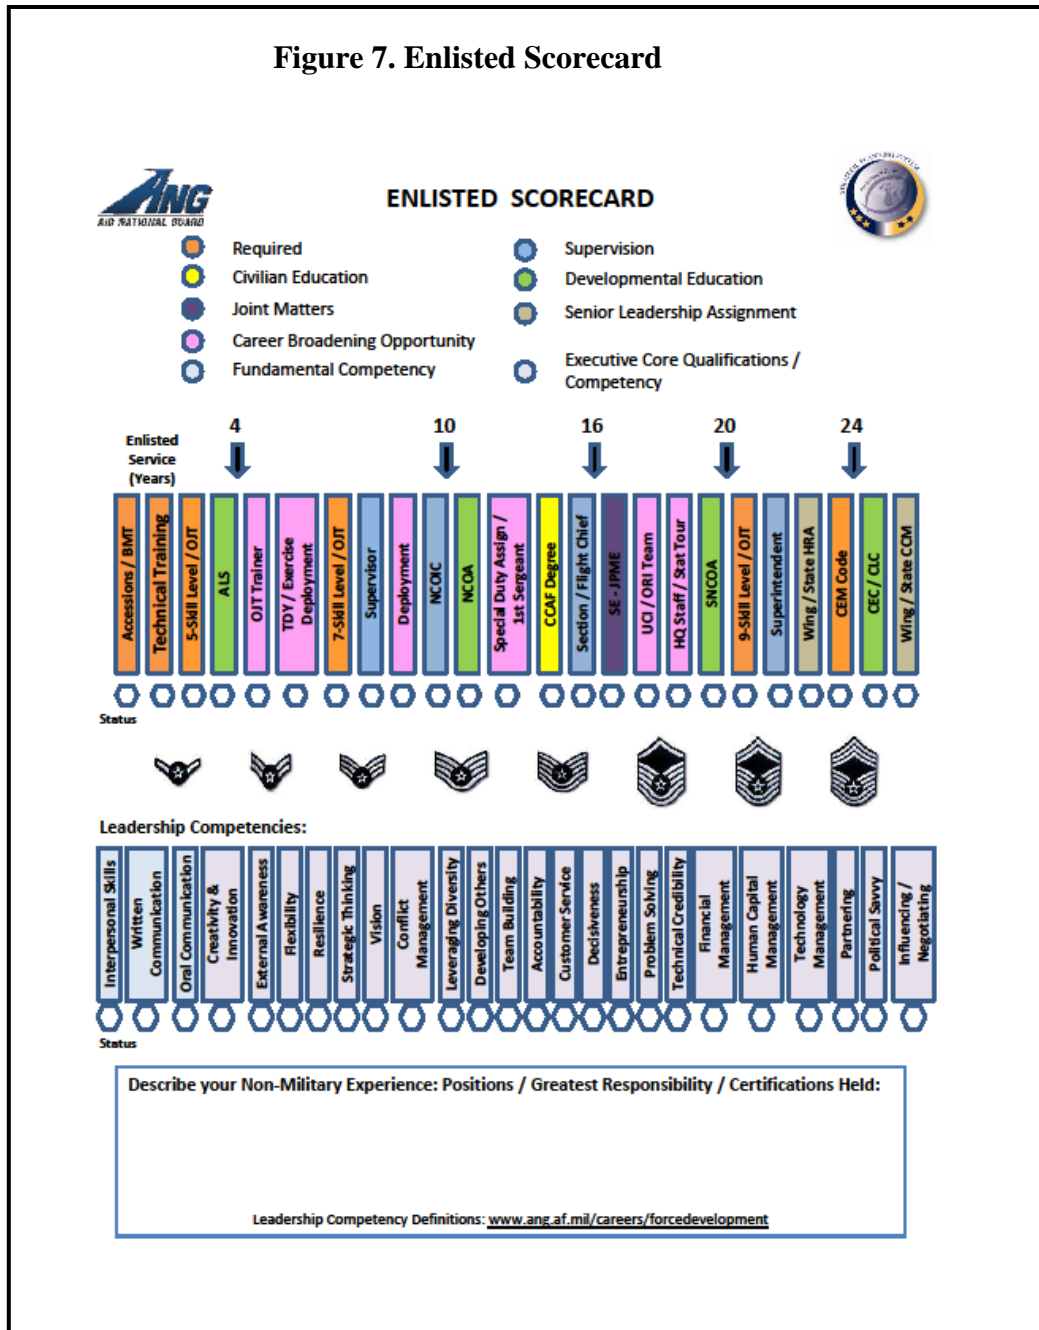 Figure 7. Enlisted Scorecard
ANG
AIR NATIONAL GUARD
ENLISTED SCORECARD
Required
Civilian Education
Joint Matters
Career Broadening Opportunity
Fundamental Competency
Supervision
Developmental Education
Senior Leadership Assignment
Executive Core Qualifications /
Competency
Enlisted
Service
(Years)
4
10
16
20
24
Accessions / BMT
Technical Training
5-Skill Level / OJT
ALS
OJT Trainer
TDY / Exercise
Deployment
7-Skill Level / OJT
Supervisor
Deployment
NCOIC
NCOA
Special Duty Assign /
1st Sergeant
CCAF Degree
Section / Flight Chief
SE - JPME
UCI / ORI Team
HQ Staff / Stat Tour
SNCOA
9-Skill Level / OJT
Superintendent
Wing / State HRA
CEM Code
CEC / CLC
Wing / State CCM
Status
Leadership Competencies:
Interpersonal Skills
Written
Communication
Oral Communication
Creativity &
Innovation
External Awareness
Flexibility
Resilience
Strategic Thinking
Vision
Conflict
Management
Leveraging Diversity
Developing Others
Team Building
Accountability
Customer Service
Decisiveness
Entrepreneurship
Problem Solving
Technical Credibility
Financial
Management
Human Capital
Management
Technology
Management
Partnering
Political Savvy
Influencing /
Negotiating
Status
Describe your Non-Military Experience: Positions / Greatest Responsibility / Certifications Held:
Leadership Competency Definitions: www.ang.af.mil/careers/forcedevelopment